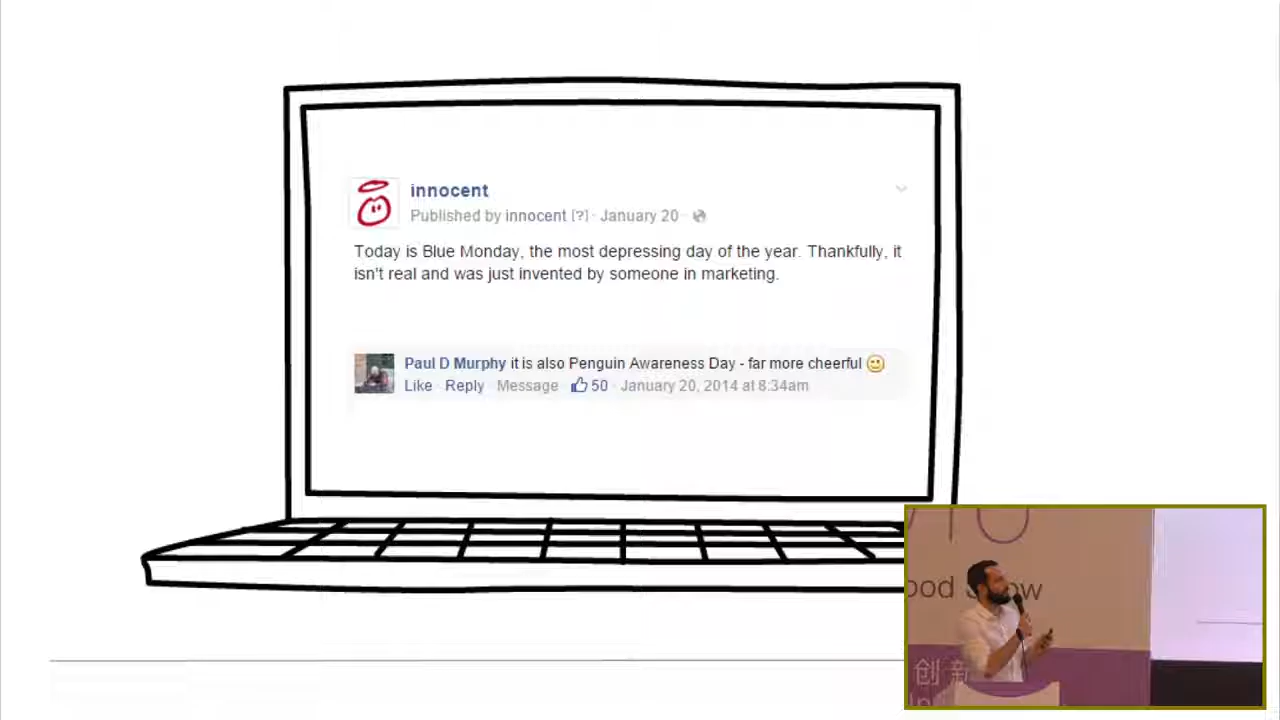 innocent
Published by innocent [?] · January 20 ·
Today is Blue Monday, the most depressing day of the year. Thankfully, it
isn't real and was just invented by someone in marketing.
Paul D Murphy it is also Penguin Awareness Day - far more cheerful
Like · Reply · Message · 50 · January 20, 2014 at 8:34am
创新